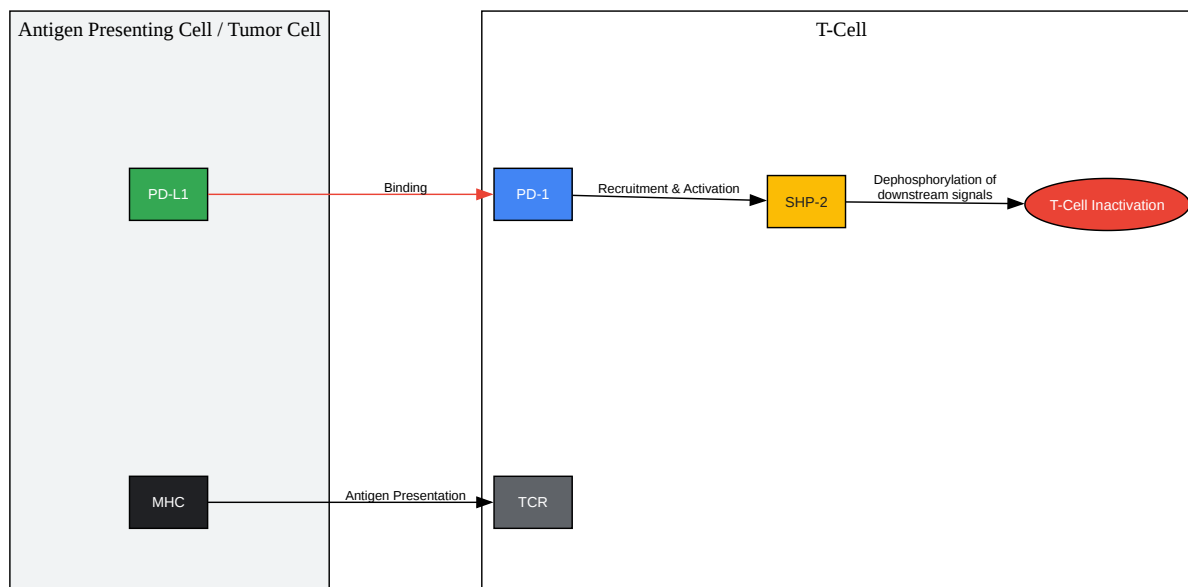 Antigen Presenting Cell / Tumor Cell
T-Cell
PD-L1
Binding
PD-1
Recruitment & Activation
SHP-2
Dephosphorylation of
downstream signals
T-Cell Inactivation
MHC
Antigen Presentation
TCR